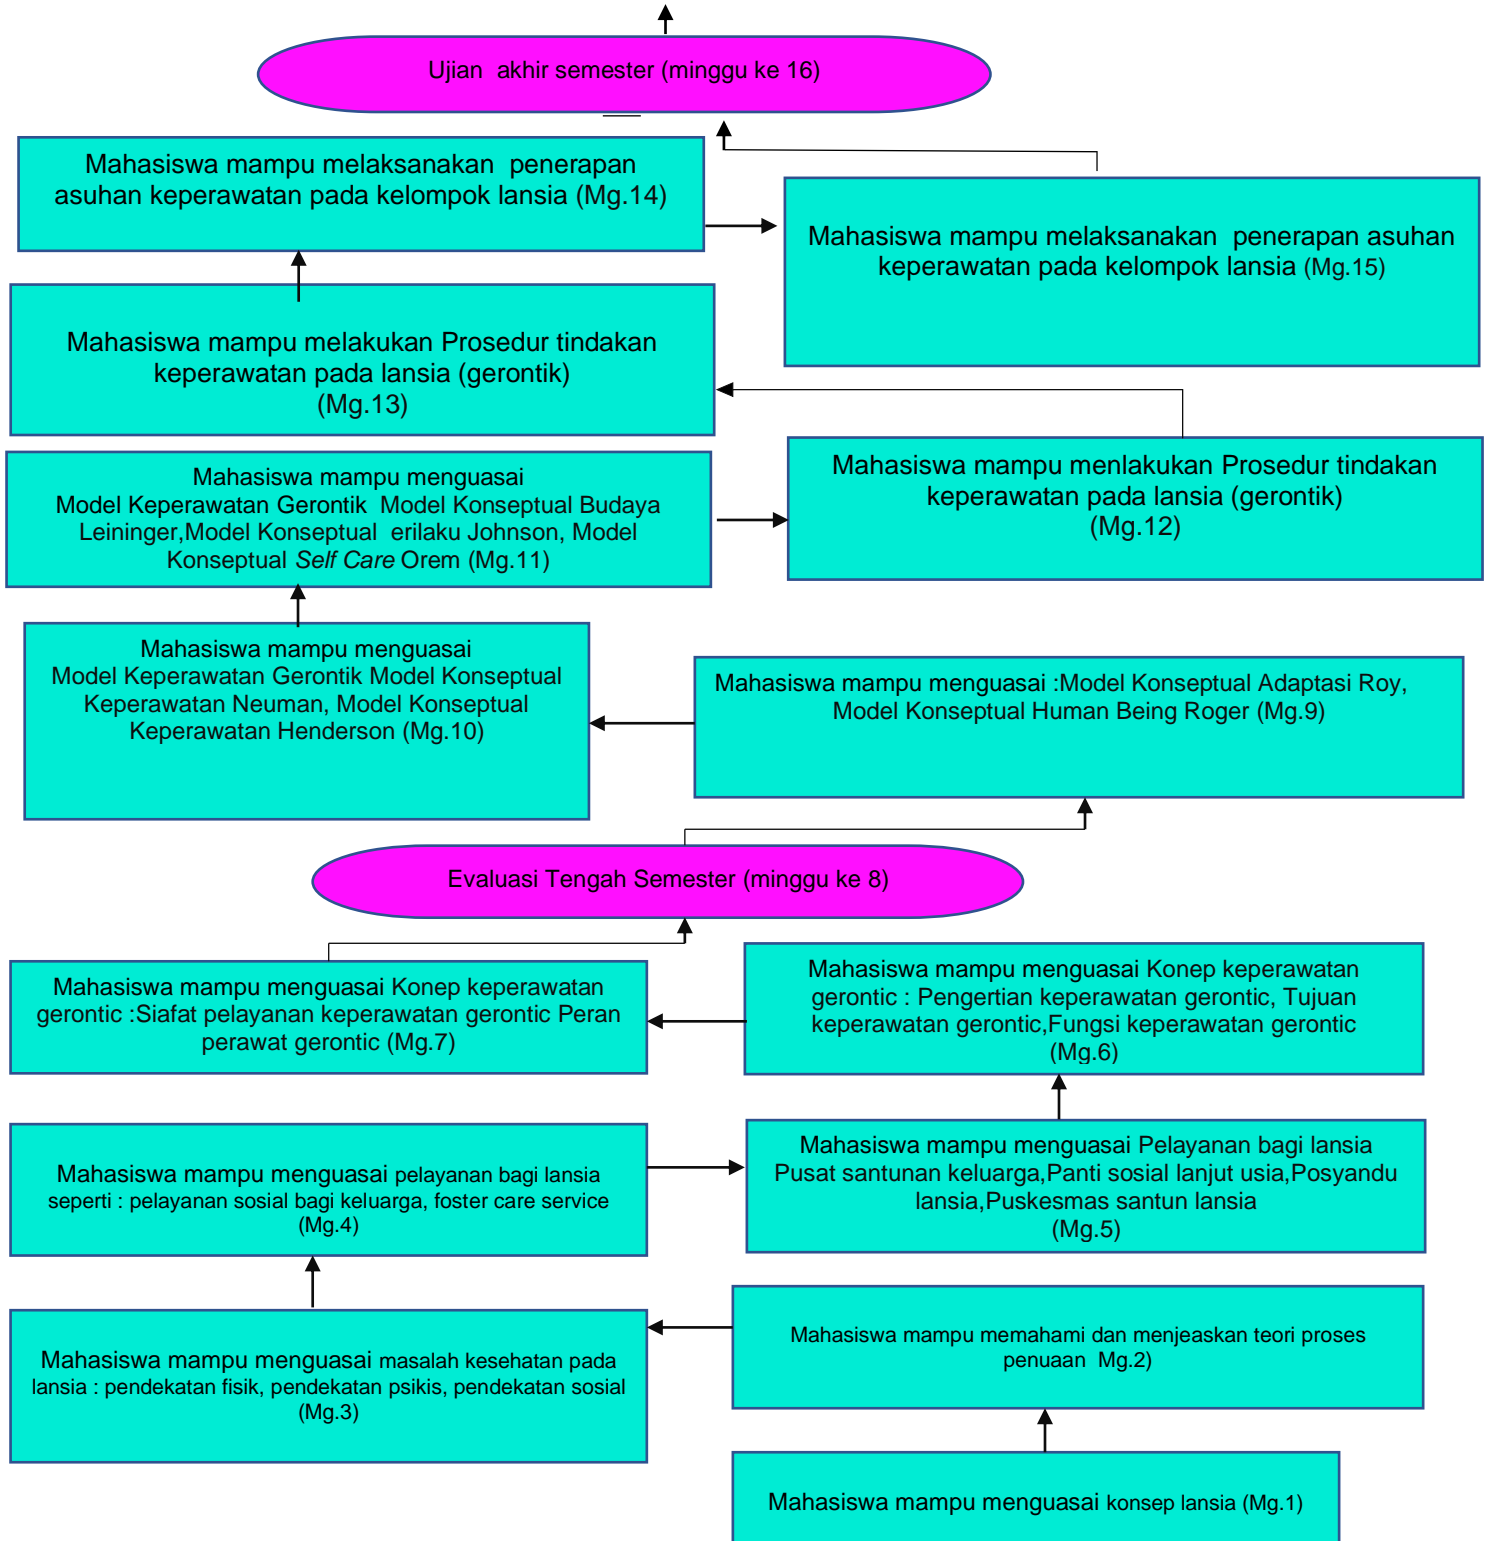 Ujian  akhir semester (minggu ke 16)
Mahasiswa mampu melaksanakan  penerapan
asuhan keperawatan pada kelompok lansia (Mg.14)
Mahasiswa mampu melaksanakan  penerapan asuhan
keperawatan pada kelompok lansia (Mg.15)
Mahasiswa mampu melakukan Prosedur tindakan
keperawatan pada lansia (gerontik)
(Mg.13)
Mahasiswa mampu menlakukan Prosedur tindakan
keperawatan pada lansia (gerontik)
(Mg.12)
Mahasiswa mampu menguasai
Model Keperawatan Gerontik  Model Konseptual Budaya
Leininger,Model Konseptual  erilaku Johnson, Model
Konseptual Self Care Orem (Mg.11)
Mahasiswa mampu menguasai
Model Keperawatan Gerontik Model Konseptual
Keperawatan Neuman, Model Konseptual
Keperawatan Henderson (Mg.10)
Mahasiswa mampu menguasai :Model Konseptual Adaptasi Roy,
Model Konseptual Human Being Roger (Mg.9)
Evaluasi Tengah Semester (minggu ke 8)
Mahasiswa mampu menguasai Konep keperawatan
gerontic :Siafat pelayanan keperawatan gerontic Peran
perawat gerontic (Mg.7)
Mahasiswa mampu menguasai Konep keperawatan
gerontic : Pengertian keperawatan gerontic, Tujuan
keperawatan gerontic,Fungsi keperawatan gerontic
(Mg.6)
Mahasiswa mampu menguasai pelayanan bagi lansia
seperti : pelayanan sosial bagi keluarga, foster care service
(Mg.4)
Mahasiswa mampu menguasai Pelayanan bagi lansia
Pusat santunan keluarga,Panti sosial lanjut usia,Posyandu
lansia,Puskesmas santun lansia
(Mg.5)
Mahasiswa mampu menguasai masalah kesehatan pada
lansia : pendekatan fisik, pendekatan psikis, pendekatan sosial
(Mg.3)
Mahasiswa mampu memahami dan menjeaskan teori proses
penuaan  Mg.2)
Mahasiswa mampu menguasai konsep lansia (Mg.1)